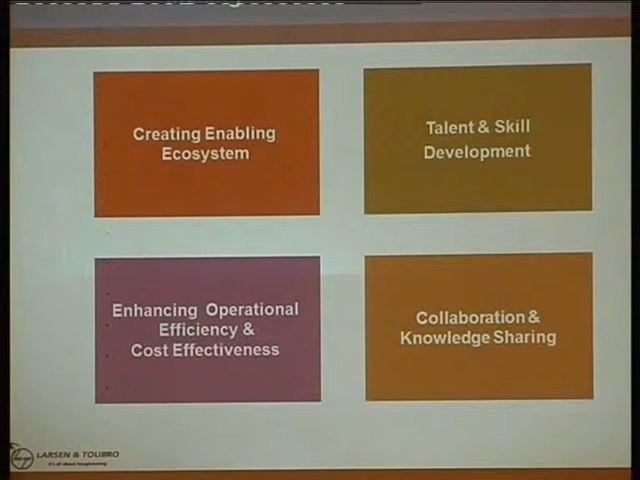 Creating Enabling
Ecosystem
Talent & Skill
Development
Enhancing Operational
Efficiency &
Cost Effectiveness
Collaboration &
Knowledge Sharing
LARSEN & TOUBRO